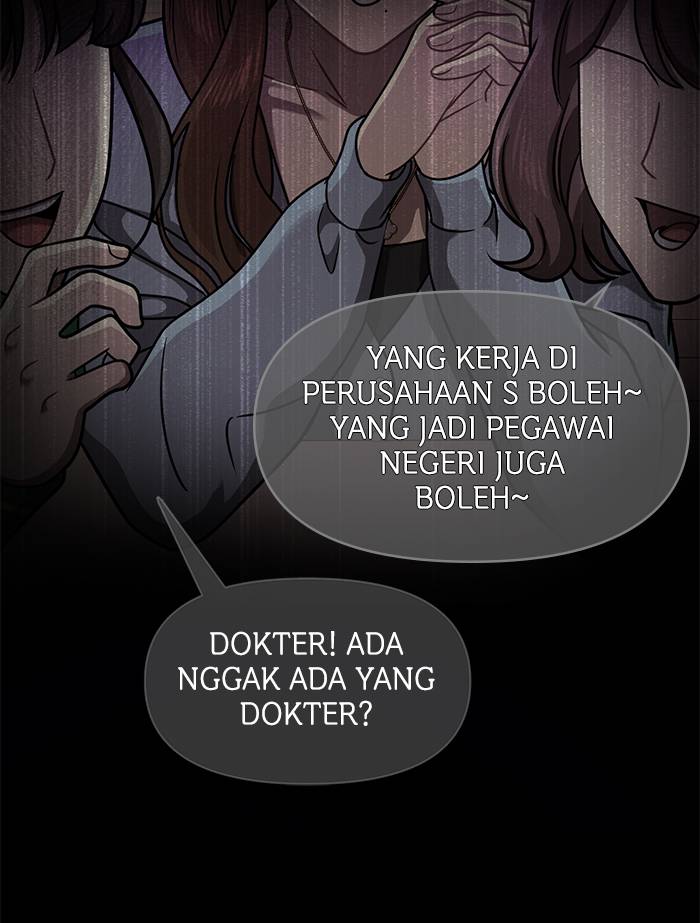 YANG KERJA DI
PERUSAHAAN S BOLEH~
YANG JADI PEGAWAI
NEGERI JUGA
BOLEH~
DOKTER! ADA
NGGAK ADA YANG
DOKTER?